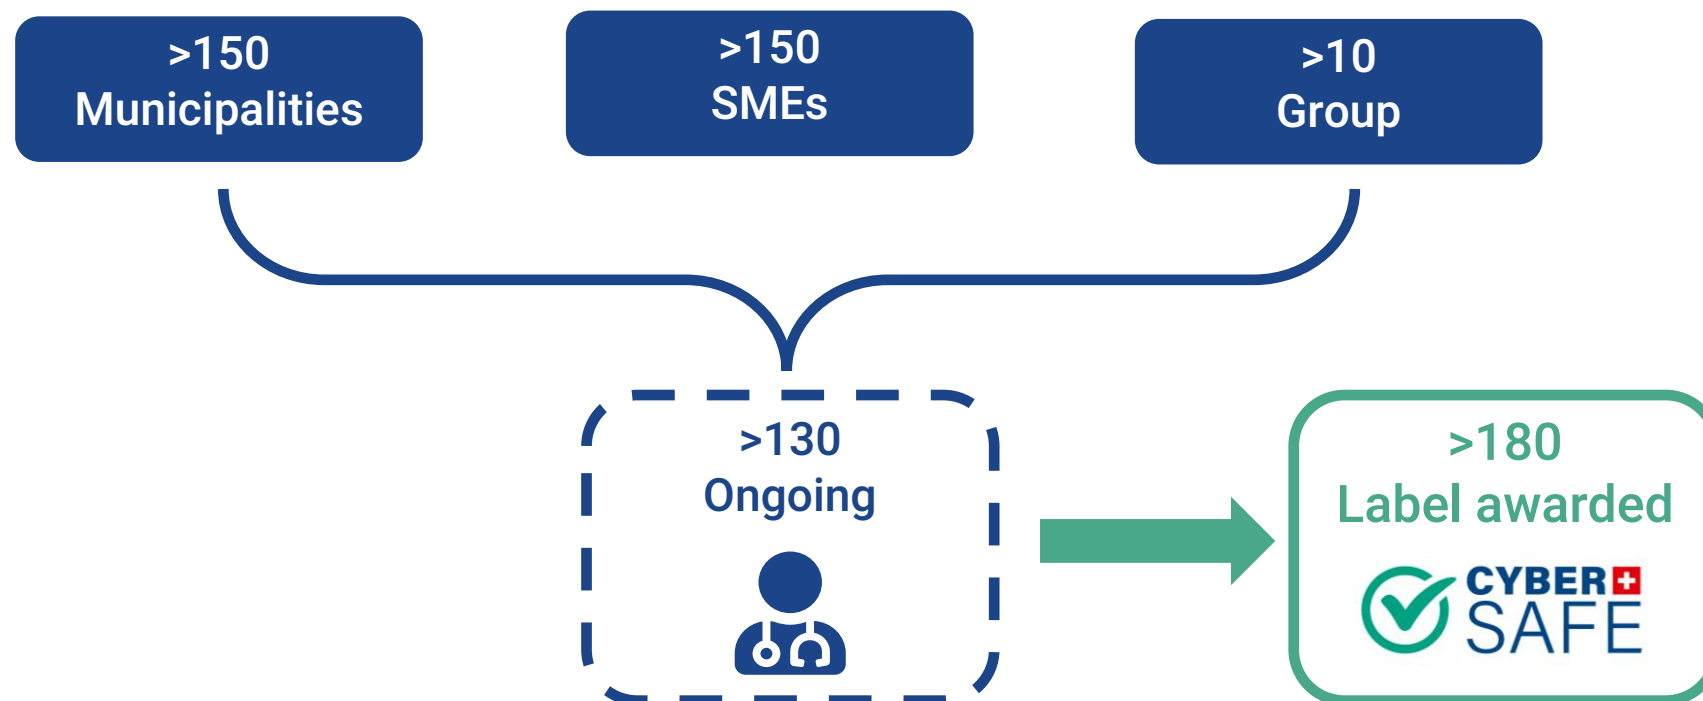 >150
Municipalities
>150
SMEs
>10
Group
>130
Ongoing
>180
Label awarded
CYBER
SAFE